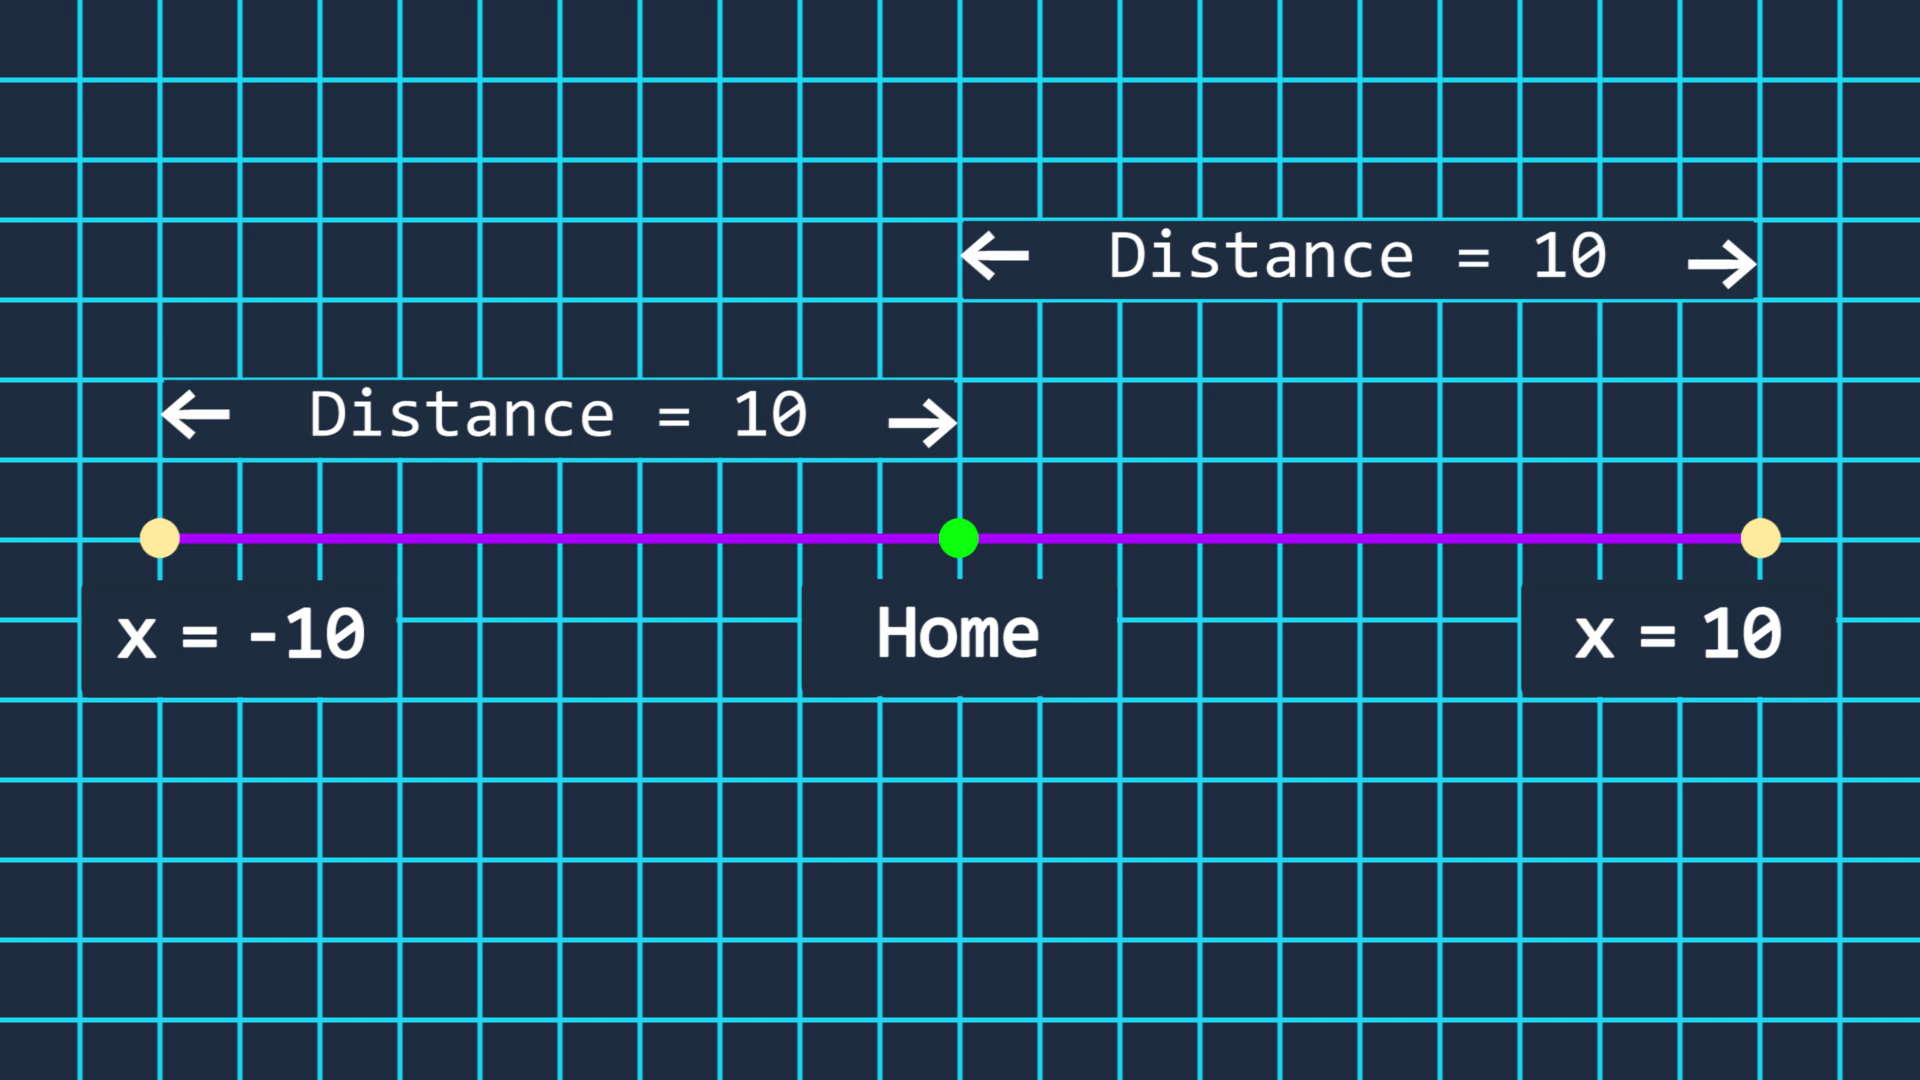 ← Distance = 10 →
← Distance = 10 →
x = -10
Home
x = 10